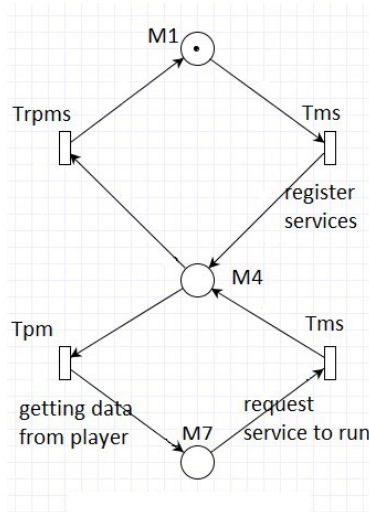 M1
Trpms
Tms
register
services
M4
Tpm
Tms
getting data
from player
request
service to run
M7